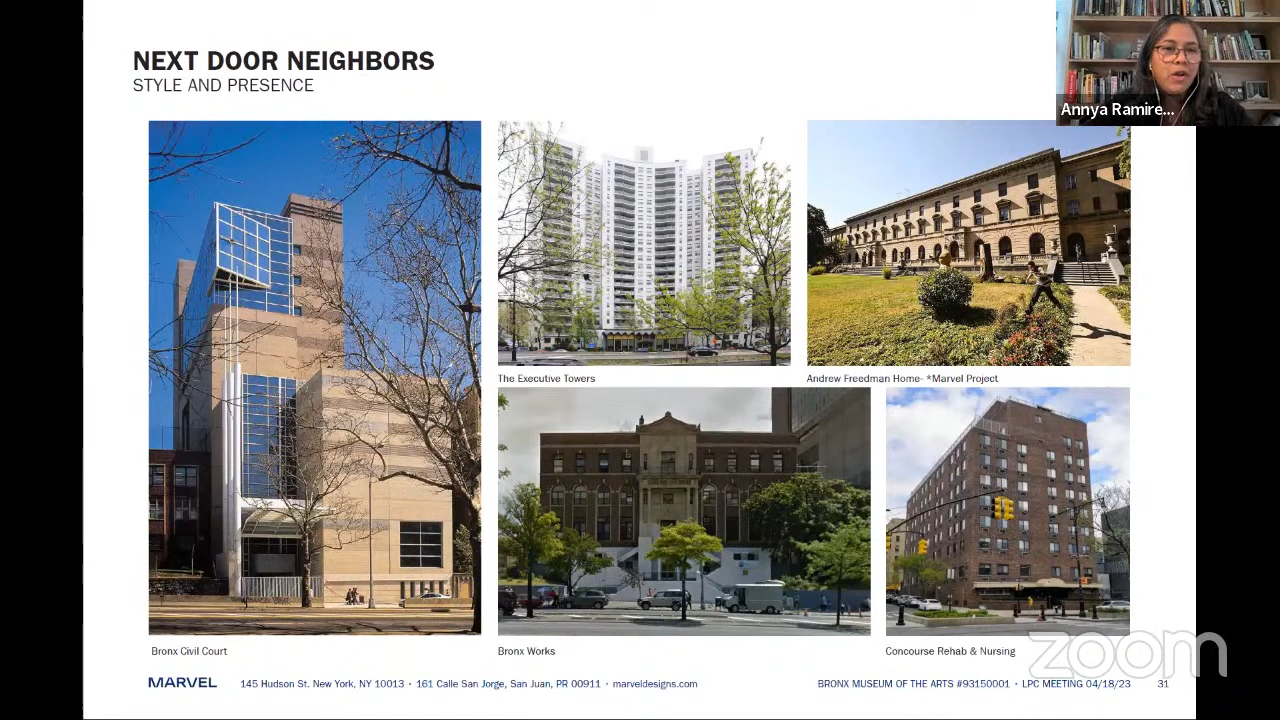 NEXT DOOR NEIGHBORS
STYLE AND PRESENCE
Annya Ramire...
The Executive Towers
Andrew Freedman Home- *Marvel Project
Bronx Civil Court
Bronx Works
Concourse Rehab & Nursing
zoom
MARVEL
145 Hudson St. New York, NY 10013 • 161 Calle San Jorge, San Juan, PR 00911 • marveldesigns.com
BRONX MUSEUM OF THE ARTS #93150001 • LPC MEETING 04/18/23
31